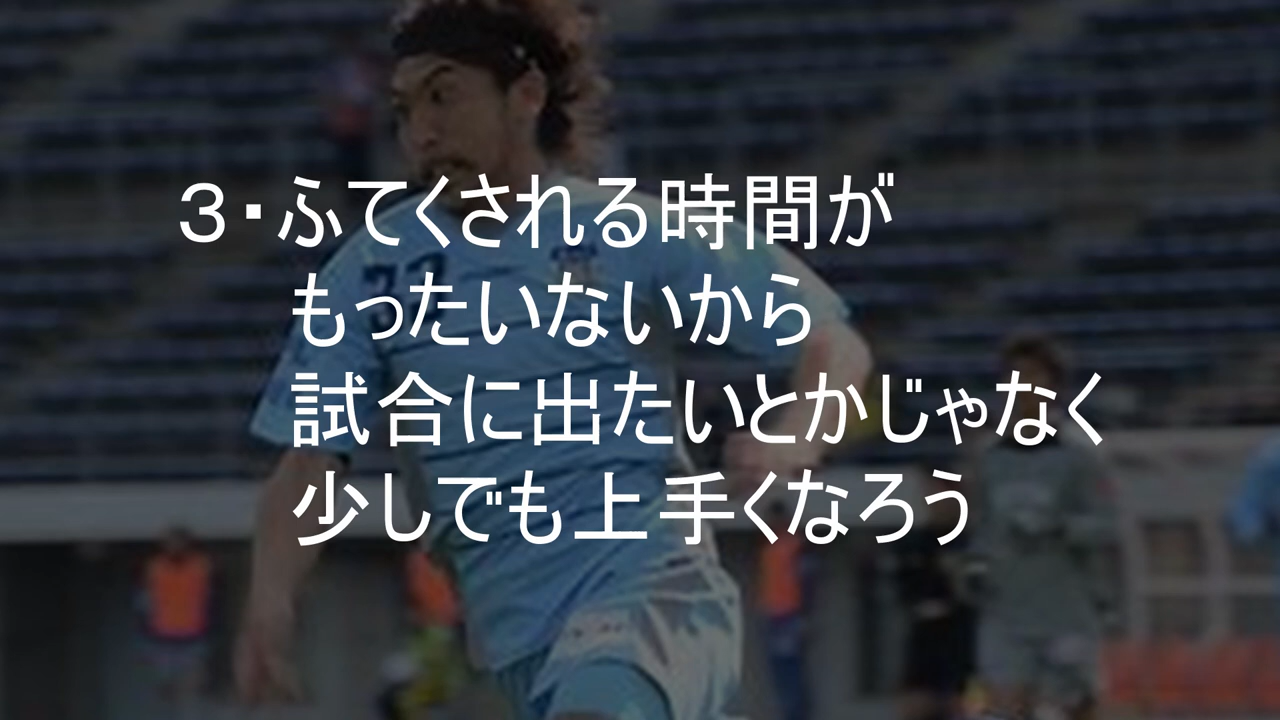 ３・ふてくされる時間が
もったいないから
試合に出たいとかじゃなく
少しでも上手くなろう